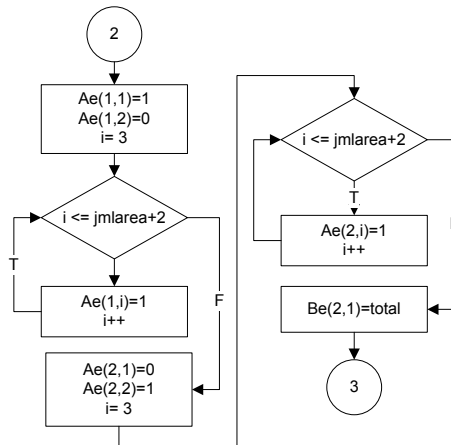 2
Ae(1,1)=1
Ae(1,2)=0
i= 3
i <= jmlarea+2
T
F
Ae(1,i)=1
i++
Ae(2,1)=0
Ae(2,2)=1
i= 3
i <= jmlarea+2
T
Ae(2,i)=1
i++
Be(2,1)=total
3